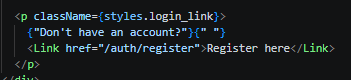 <p className={styles.login_link}>
{"Don't have an account?"}{" "}
<Link href="/auth/register">Register here</Link>
</p>
</div>